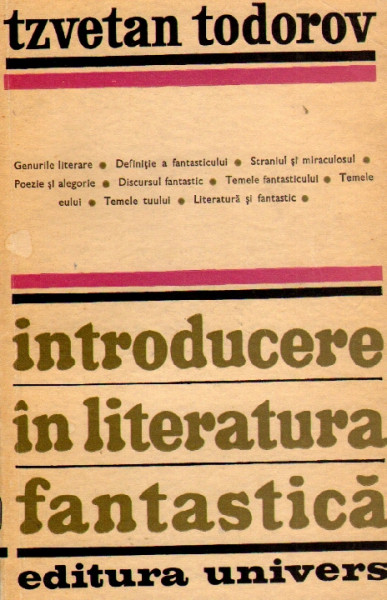 tzvetan todorov
Genurile literare • Definiție a fantasticului • Straniul și miraculosul •
Poezie și alegorie • Discursul fantastic • Temele fantasticului • Temele
eului • Temele tuului • Literatură și fantastic •
introducere
în literatura
fantastică
editura univers